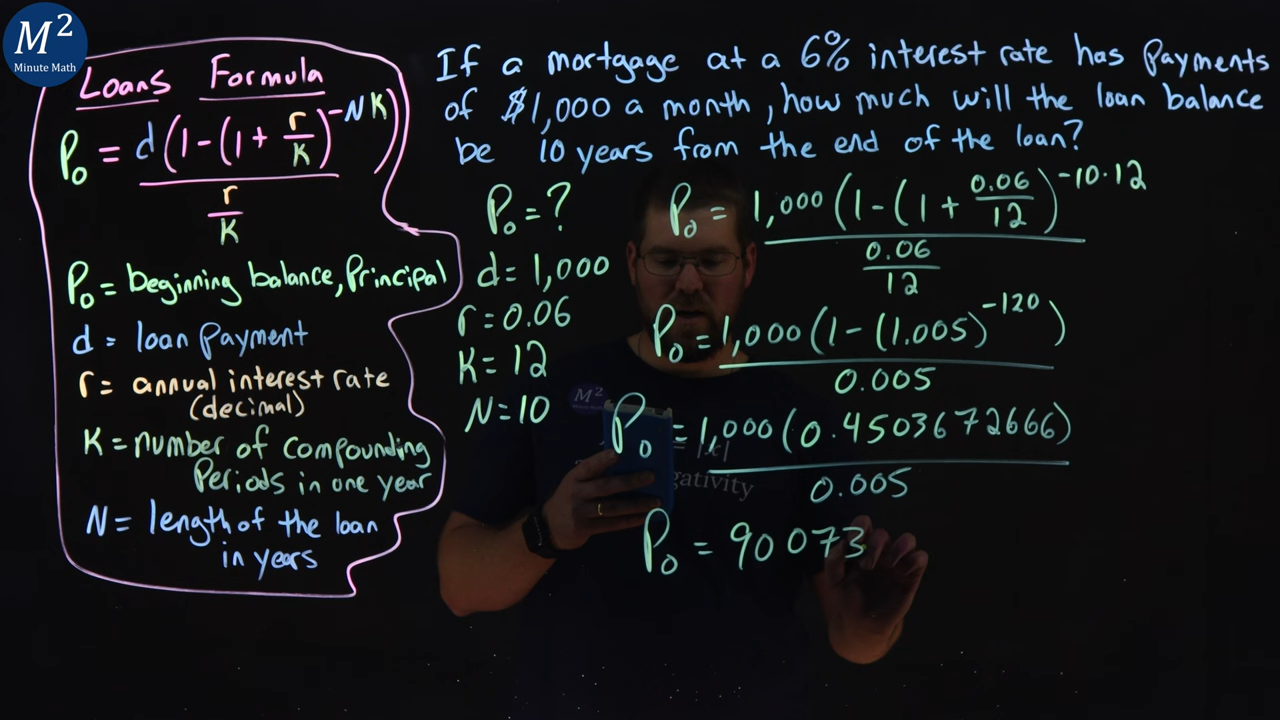 M²
Minute Math
Loans Formula
P₀ = d(1-(1+r/K)^-NK)
r/K
P₀ = beginning balance, Principal
d = loan payment
r = annual interest rate
(decimal)
K = number of compounding
Periods in one year
N = length of the loan
in years
If a mortgage at a 6% interest rate has payments
of $1,000 a month, how much will the loan balance
be 10 years from the end of the loan?
P₀ = ?
d = 1,000
r = 0.06
K = 12
N = 10
P₀ = 1,000(1-(1+0.06/12)^-10·12
0.06/12
P₀ = 1,000(1-(1.005)^-120)
0.005
P₀ = 1,000(0.4503672666)
0.005
P₀ = 90 073
M²
|x|
gativity